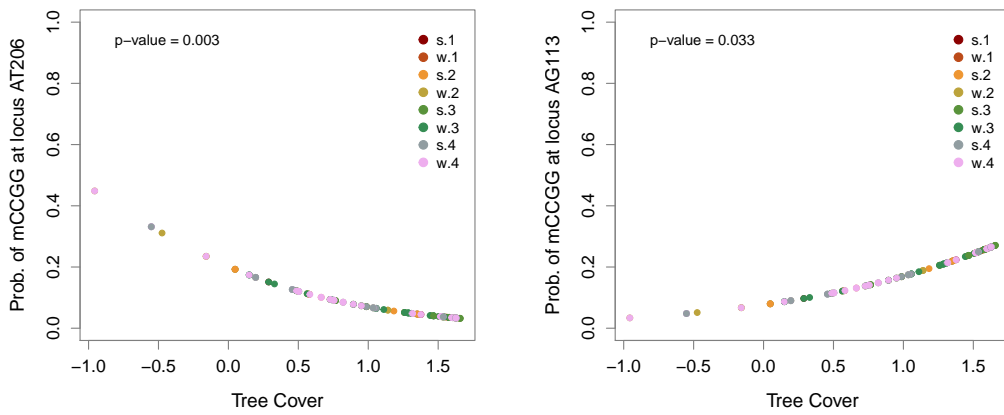 Prob. of mCCGG at locus AT206
1.0
0.8
0.6
0.4
0.2
0.0
p−value = 0.003
s.1
w.1
s.2
w.2
s.3
w.3
s.4
w.4
−1.0 −0.5 0.0 0.5 1.0 1.5
Tree Cover
Prob. of mCCGG at locus AG113
1.0
0.8
0.6
0.4
0.2
0.0
p−value = 0.033
s.1
w.1
s.2
w.2
s.3
w.3
s.4
w.4
−1.0 −0.5 0.0 0.5 1.0 1.5
Tree Cover